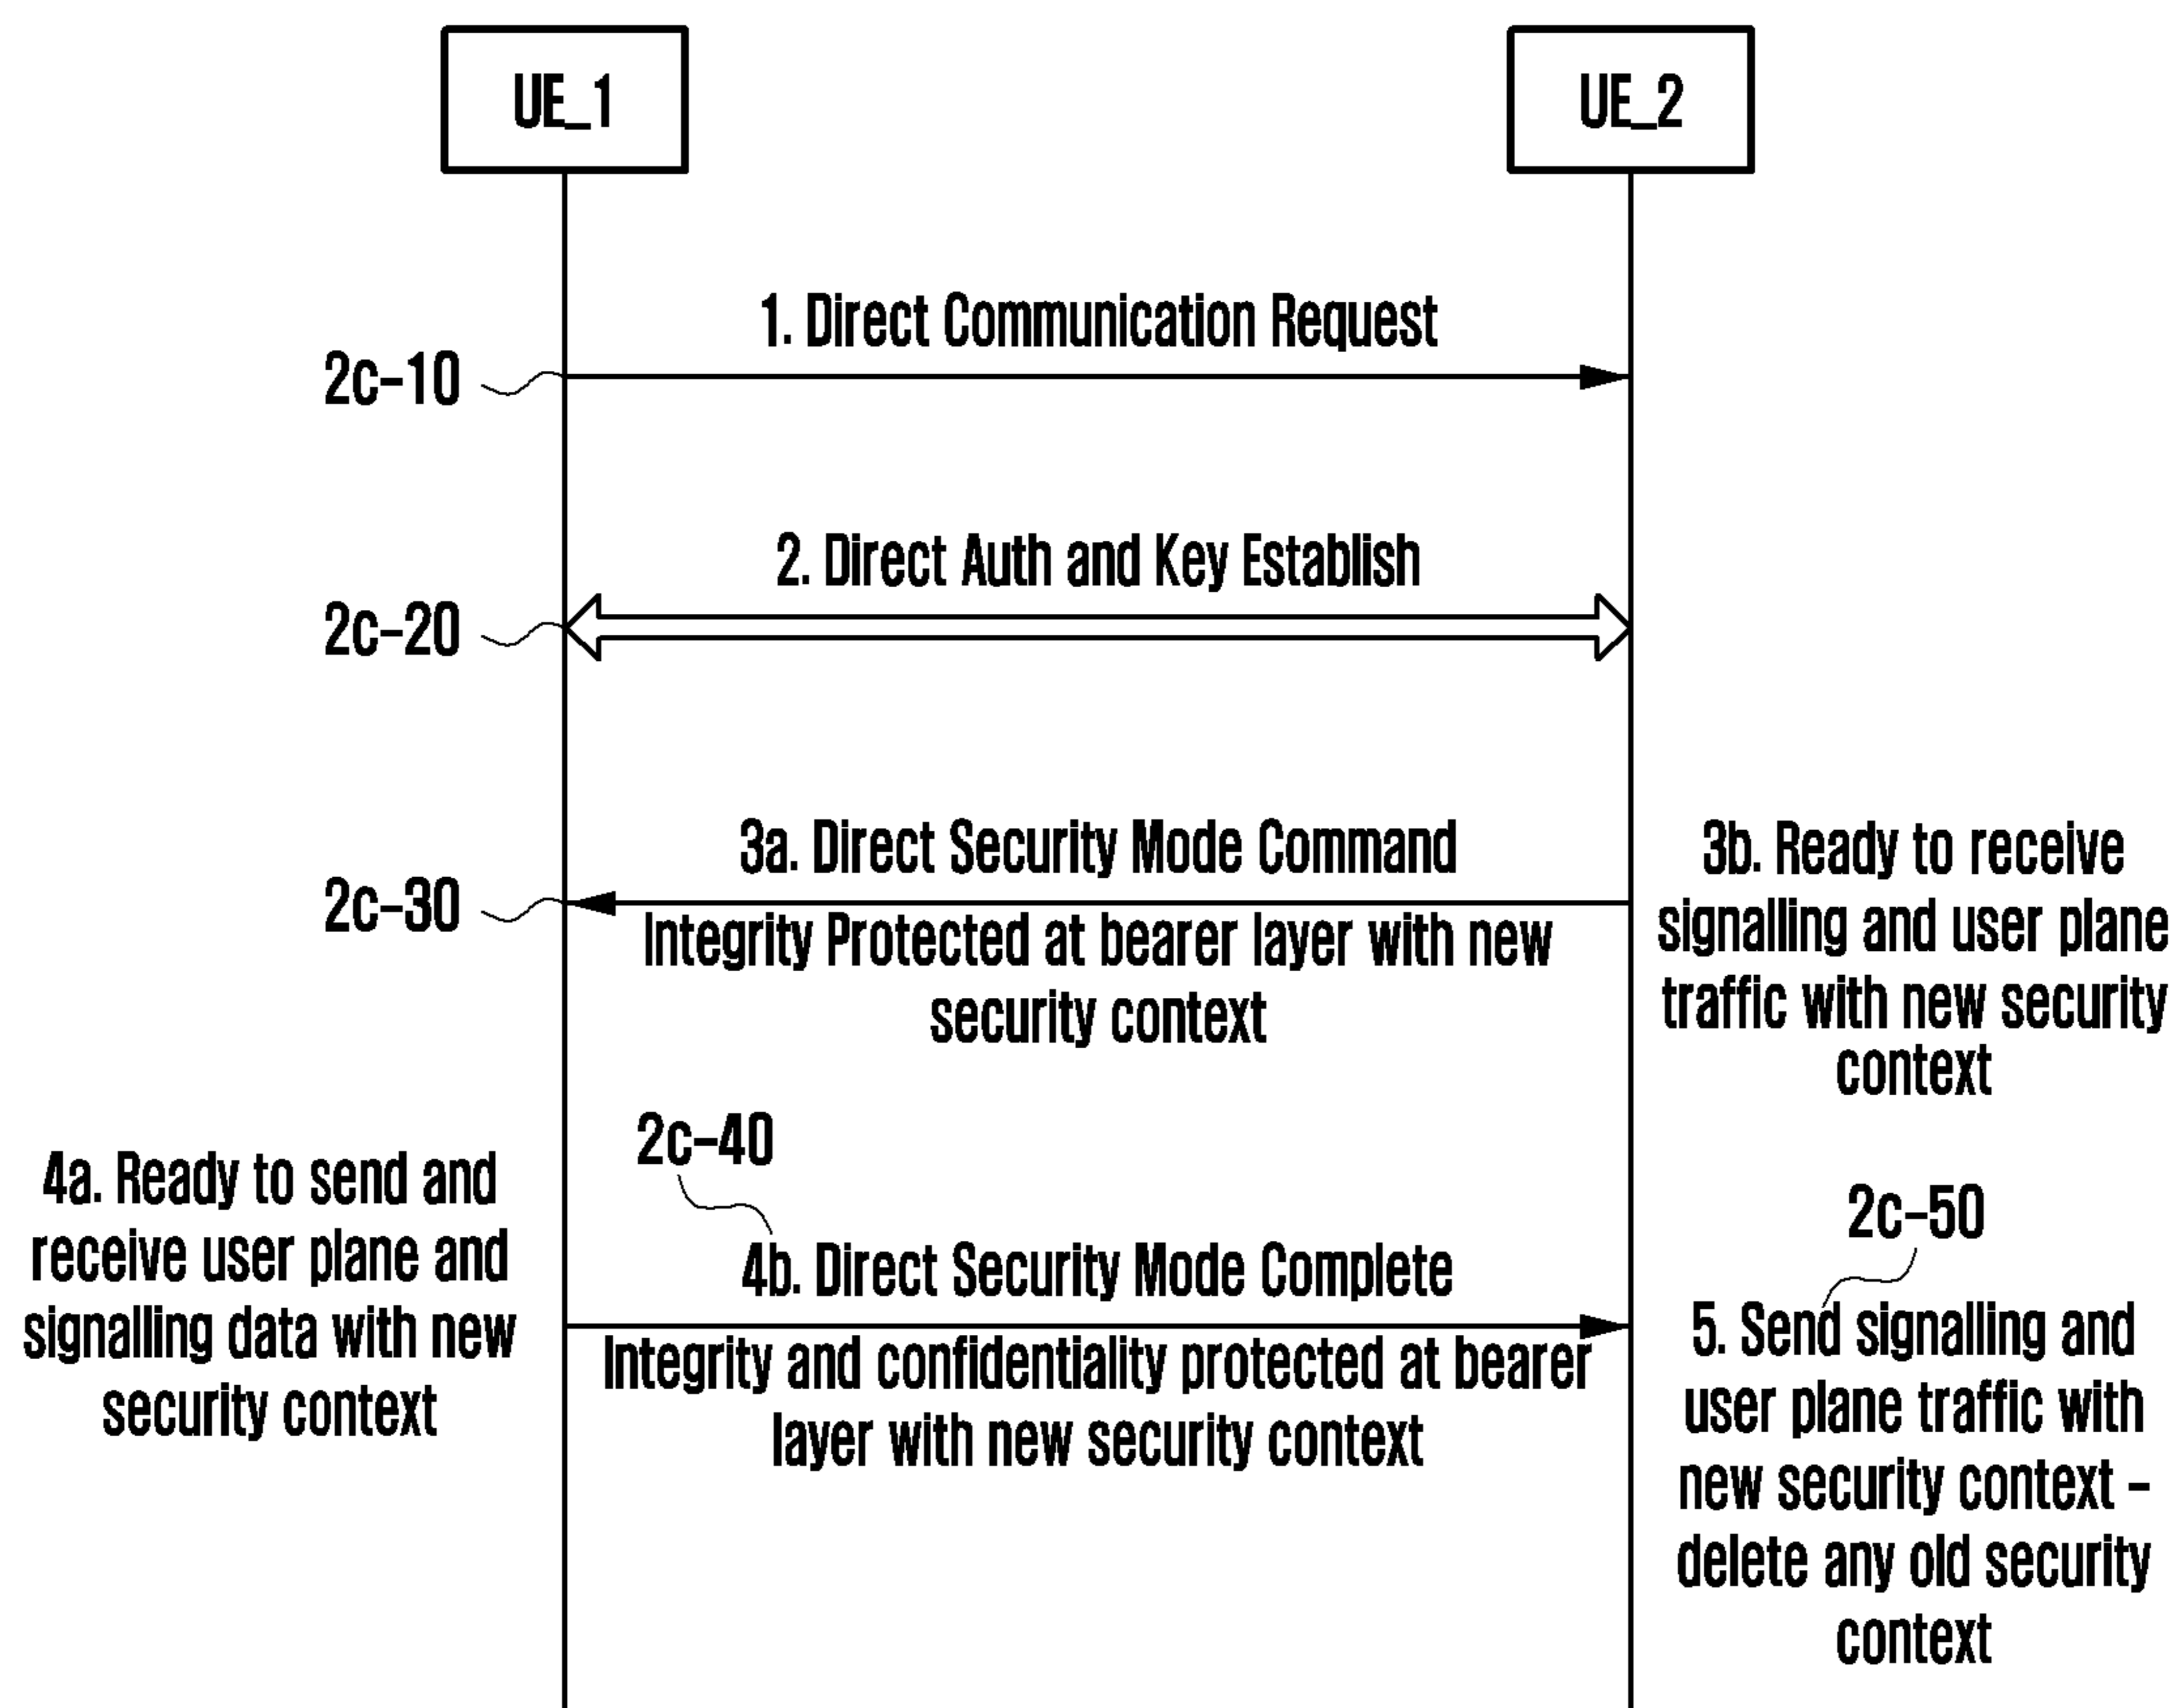 UE_1
UE_2
1. Direct Communication Request
2c-10
2. Direct Auth and Key Establish
2c-20
3a. Direct Security Mode Command
2c-30
Integrity Protected at bearer layer with new
security context
3b. Ready to receive
signalling and user plane
traffic with new security
context
2c-40
4a. Ready to send and
receive user plane and
signalling data with new
security context
4b. Direct Security Mode Complete
Integrity and confidentiality protected at bearer
layer with new security context
2c-50
5. Send signalling and
user plane traffic with
new security context -
delete any old security
context